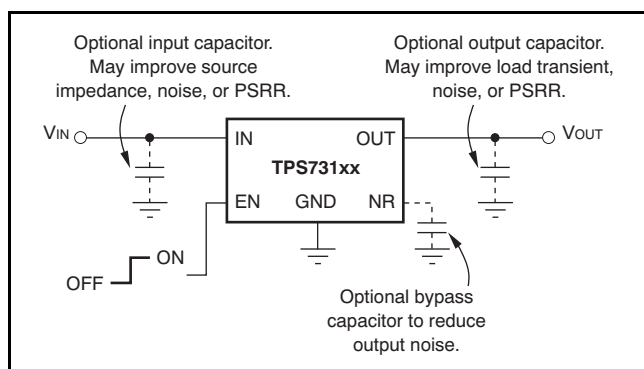 Optional input capacitor.
May improve source
impedance, noise, or PSRR.
Optional output capacitor.
May improve load transient,
noise, or PSRR.
VIN
IN
OUT
VOUT
TPS731xx
EN
GND
NR
OFF
ON
Optional bypass
capacitor to reduce
output noise.